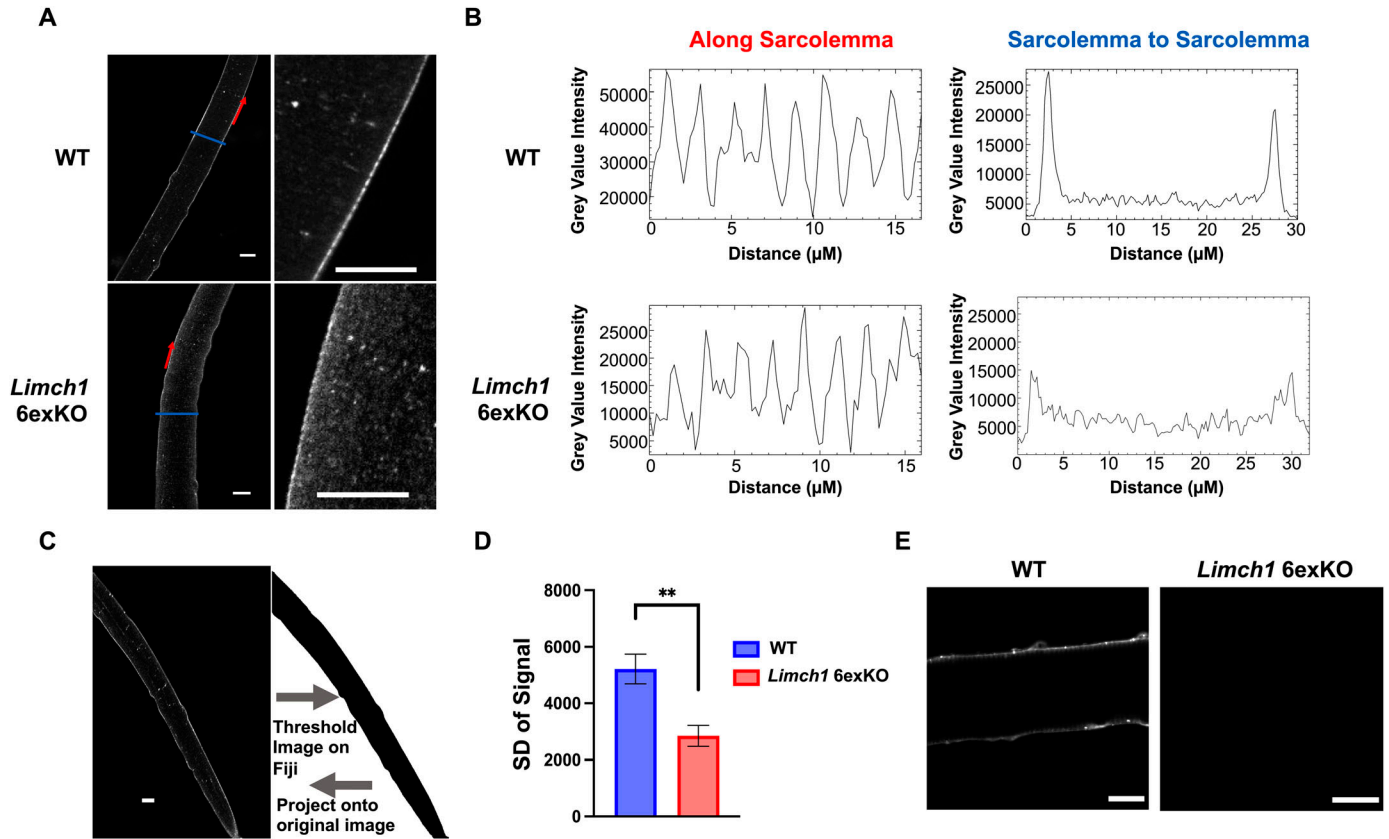 A
WT
Limch1
6exKO
B
Along Sarcolemma
Sarcolemma to Sarcolemma
WT
Grey Value Intensity
50000
40000
30000
20000
0
5
10
15
Distance (µM)
Grey Value Intensity
25000
20000
15000
10000
5000
0
5
10
15
20
25
30
Distance (µM)
Limch1
6exKO
Grey Value Intensity
25000
20000
15000
10000
5000
0
5
10
15
Distance (µM)
Grey Value Intensity
25000
20000
15000
10000
5000
0
5
10
15
20
25
30
Distance (µM)
C
Threshold
Image on
Fiji
Project onto
original image
D
SD of Signal
8000
6000
4000
2000
0
**
WT
Limch1 6exKO
E
WT
Limch1 6exKO